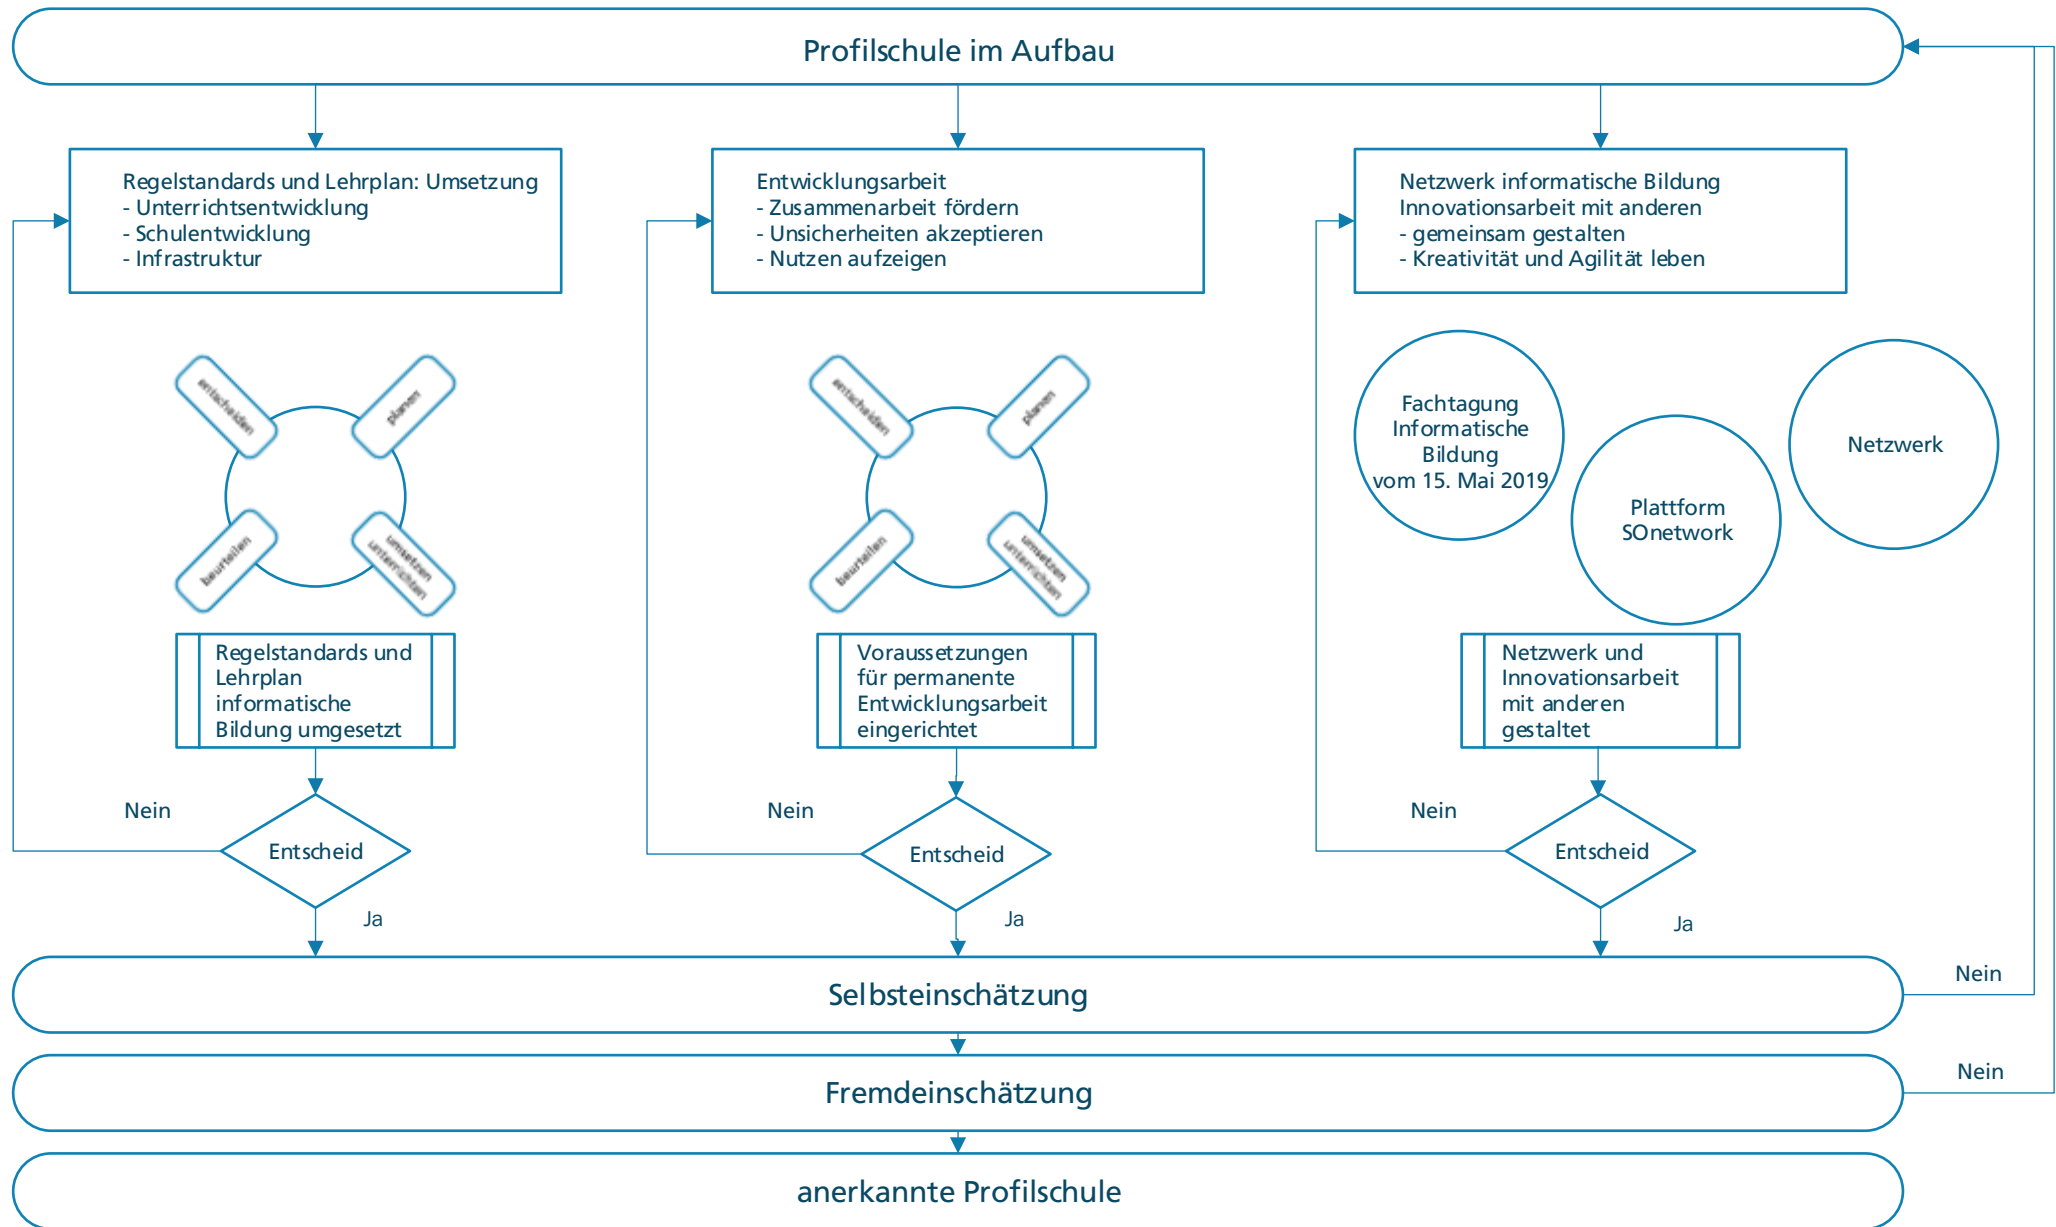 Profilschule im Aufbau
Regelstandards und Lehrplan: Umsetzung
- Unterrichtsentwicklung
- Schulentwicklung
- Infrastruktur
Entwicklungsarbeit
- Zusammenarbeit fördern
- Unsicherheiten akzeptieren
- Nutzen aufzeigen
Netzwerk informatische Bildung
Innovationsarbeit mit anderen
- gemeinsam gestalten
- Kreativität und Agilität leben
entscheiden
planen
beurteilen
umsetzen
unterrichten
entscheiden
planen
beurteilen
umsetzen
unterrichten
Fachtagung
Informatische
Bildung
vom 15. Mai 2019
Plattform
SOnetwork
Netzwerk
Regelstandards und
Lehrplan
informatische
Bildung umgesetzt
Voraussetzungen
für permanente
Entwicklungsarbeit
eingerichtet
Netzwerk und
Innovationsarbeit
mit anderen
gestaltet
Nein
Entscheid
Ja
Nein
Entscheid
Ja
Nein
Entscheid
Ja
Selbsteinschätzung
Nein
Fremdeinschätzung
Nein
anerkannte Profilschule